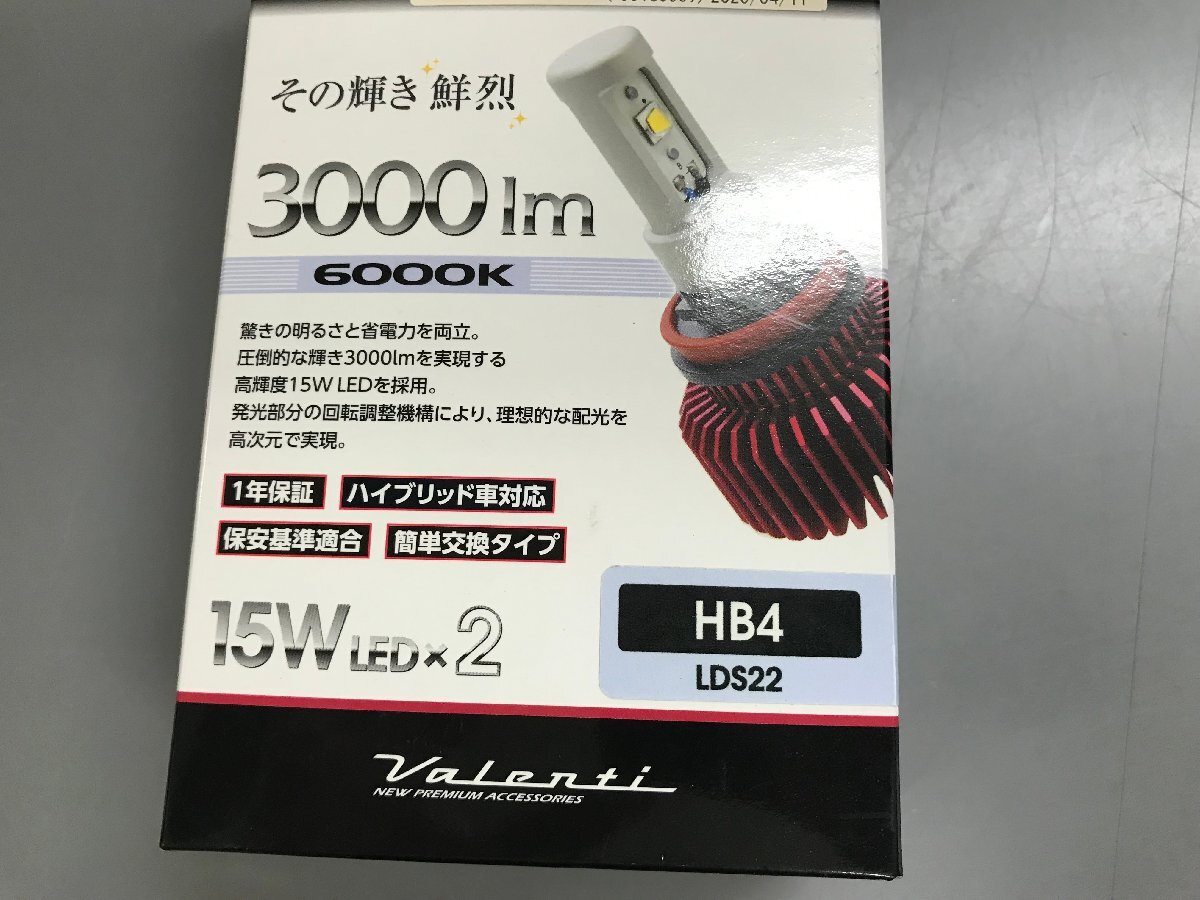 2020/04/11
その輝き 鮮烈
3000lm
6000K
驚きの明るさと省電力を両立。
圧倒的な輝き3000lmを実現する
高輝度15W LEDを採用。
発光部分の回転調整機構により、理想的な配光を
高次元で実現。
1年保証 ハイブリッド車対応
保安基準適合 簡単交換タイプ
15W LED×2
HB4
LDS22
Valenti
NEW PREMIUM ACCESSORIES